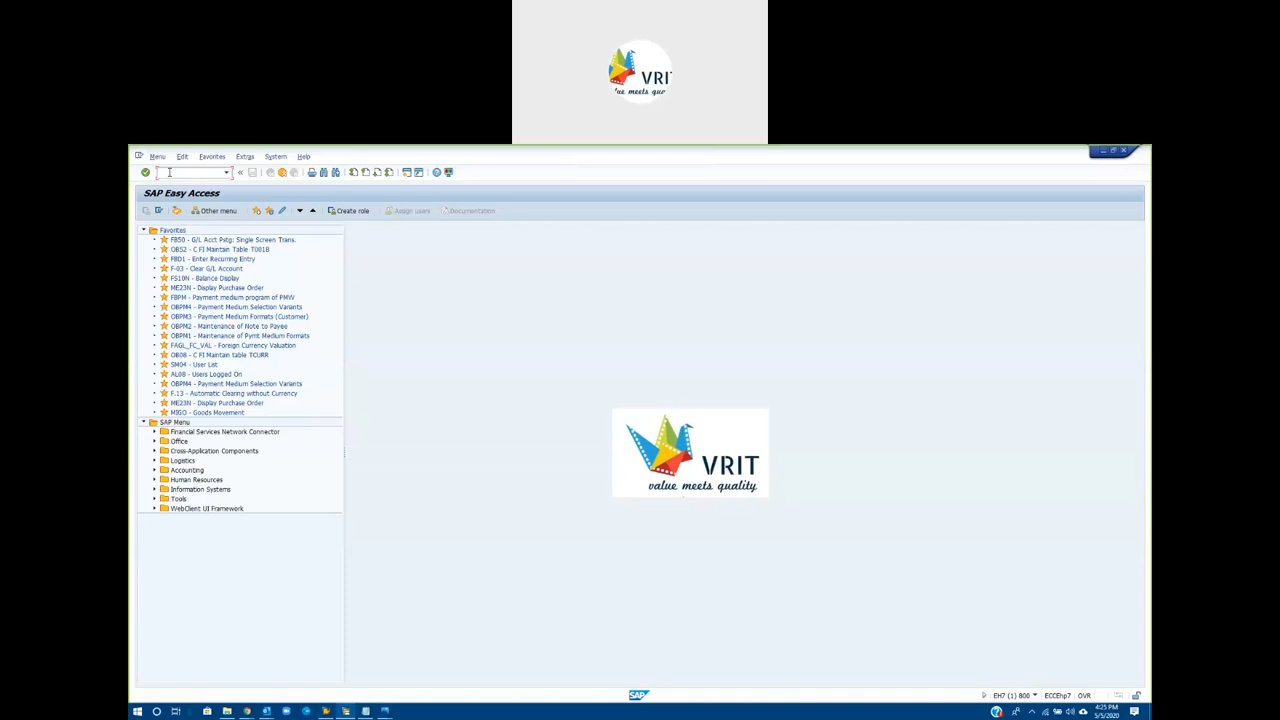 VRI
ue meets qua
Menu Edit Favorites Extras System Help
SAP Easy Access
Other menu Create role Assign users Documentation
Favorites
FB50 - G/L Acct Pstg: Single Screen Trans.
OB52 - C FI Maintain Table T001B
FBD1 - Enter Recurring Entry
F-03 - Clear G/L Account
FS10N - Balance Display
ME23N - Display Purchase Order
FBPM - Payment medium program of PMW
OBPM4 - Payment Medium Selection Variants
OBPM3 - Payment Medium Formats (Customer)
OBPM2 - Maintenance of Note to Payee
OBPM1 - Maintenance of Pymt Medium Formats
FAGL_FC_VAL - Foreign Currency Valuation
OB08 - C FI Maintain table TCURR
SM04 - User List
AL08 - Users Logged On
OBPM4 - Payment Medium Selection Variants
F.13 - Automatic Clearing without Currency
ME23N - Display Purchase Order
MIGO - Goods Movement
SAP Menu
Financial Services Network Connector
Office
Cross-Application Components
Logistics
Accounting
Human Resources
Information Systems
Tools
WebClient UI Framework
VRIT
value meets quality
SAP
EH7 (1) 800 ECCEhp7 OVR
4:25 PM
5/5/2020